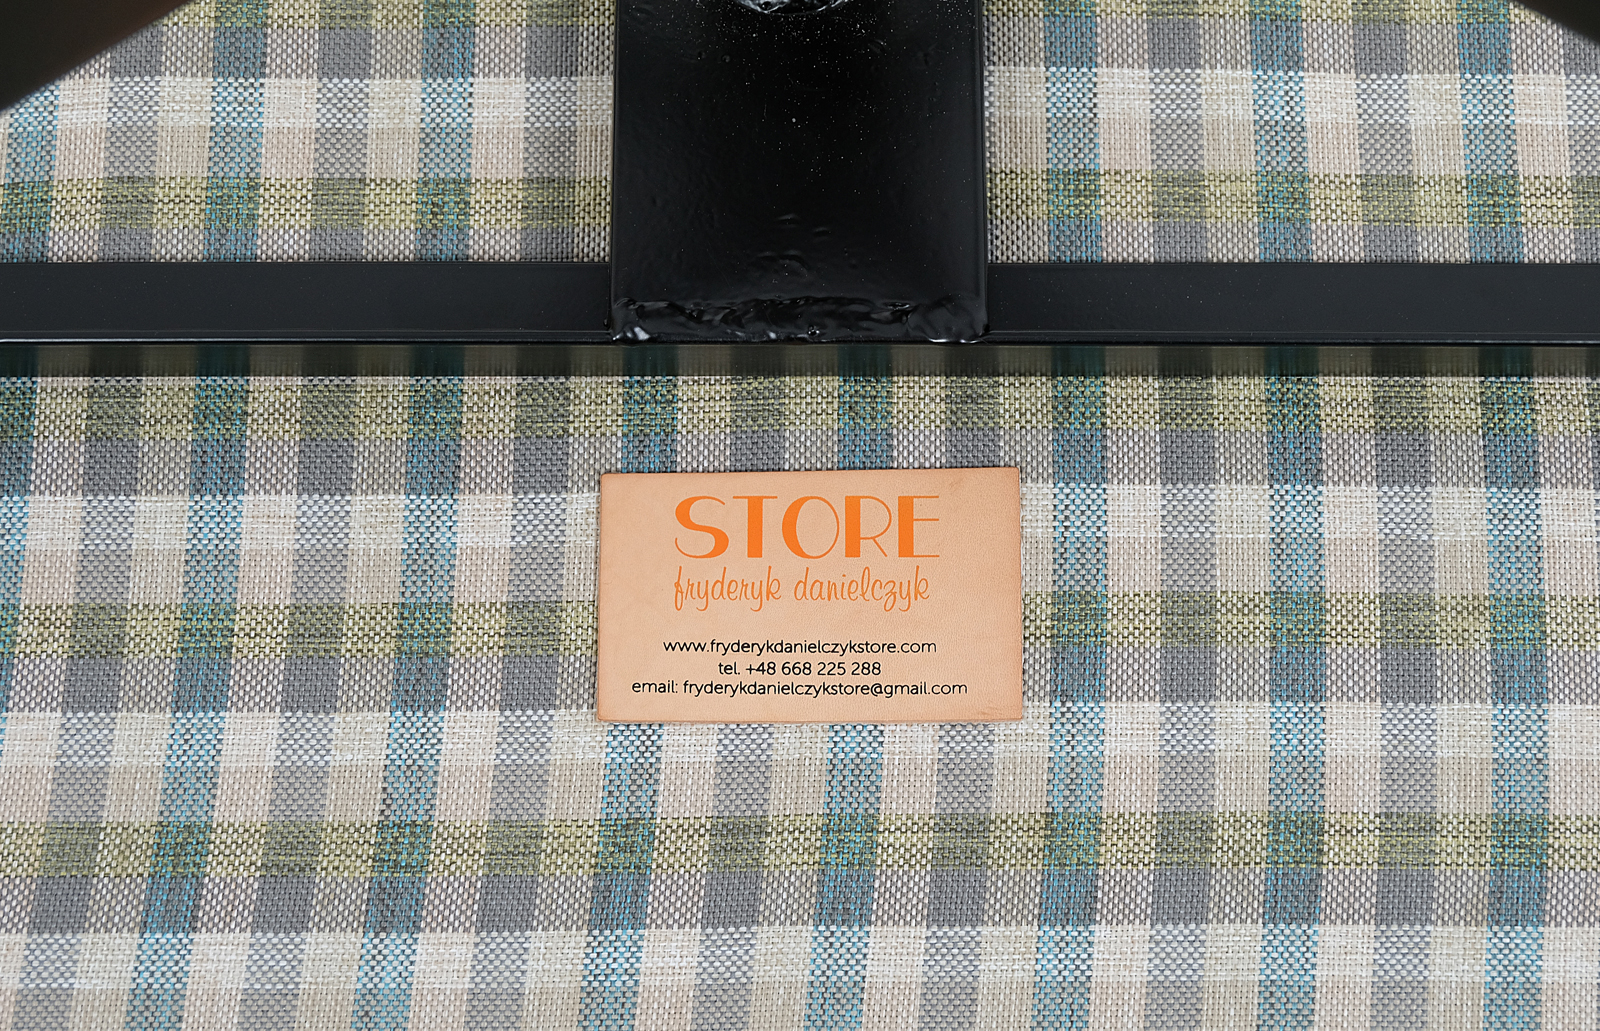 STORE
fryderyk danielczyk
www.fryderykdanielczykstore.com
tel. +48 668 225 288
email: fryderykdanielczykstore@gmail.com